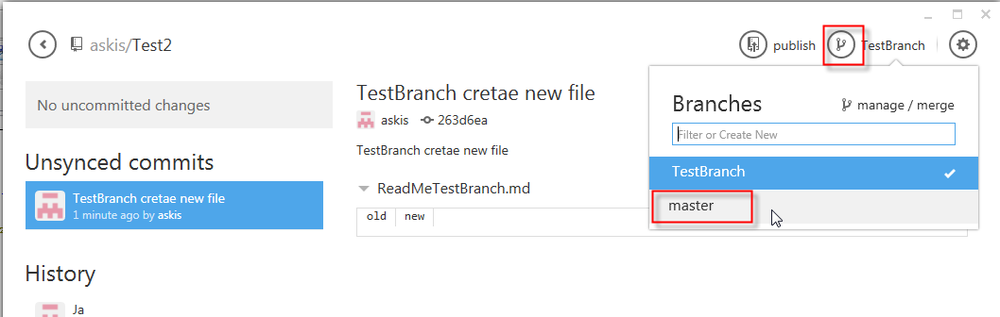 askis/Test2
publish
TestBranch
No uncommitted changes
Unsynced commits
TestBranch cretae new file
1 minute ago by askis
History
Ja
TestBranch cretae new file
askis
263d6ea
TestBranch cretae new file
ReadMeTestBranch.md
old new
Branches
manage / merge
Filter or Create New
TestBranch
master